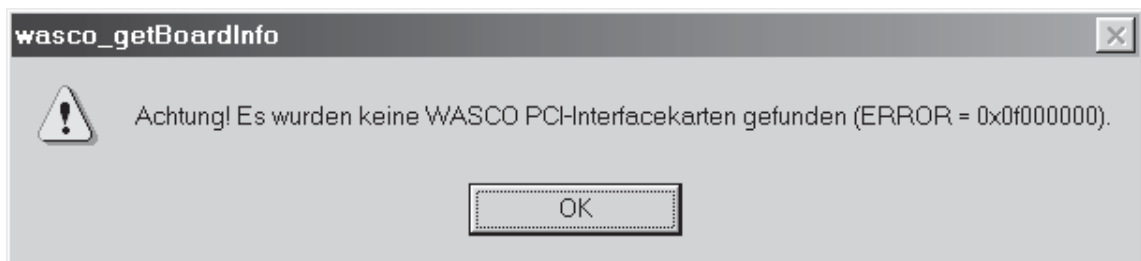 wasco_getBoardInfo
Achtung! Es wurden keine WASCO PCI-Interfacekarten gefunden (ERROR = 0x0f000000).
OK